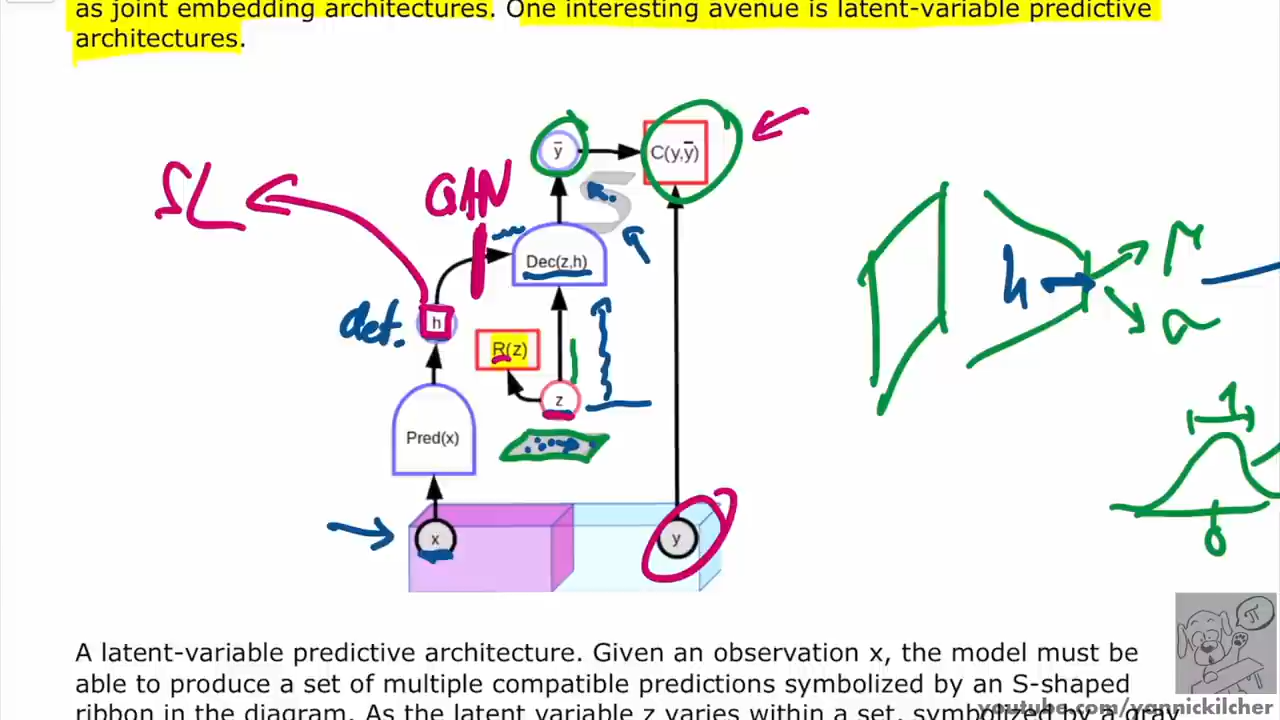 as joint embedding architectures. One interesting avenue is latent-variable predictive
architectures.
ȳ
C(y,ȳ)
SL
GAN
Dec(z,h)
h
det.
h
R(z)
z
Pred(x)
1
x
y
0
π
A latent-variable predictive architecture. Given an observation x, the model must be
able to produce a set of multiple compatible predictions symbolized by an S-shaped
ribbon in the diagram. As the latent variable z varies within a set, symbolized by a gray
youtube.com/yannickilcher